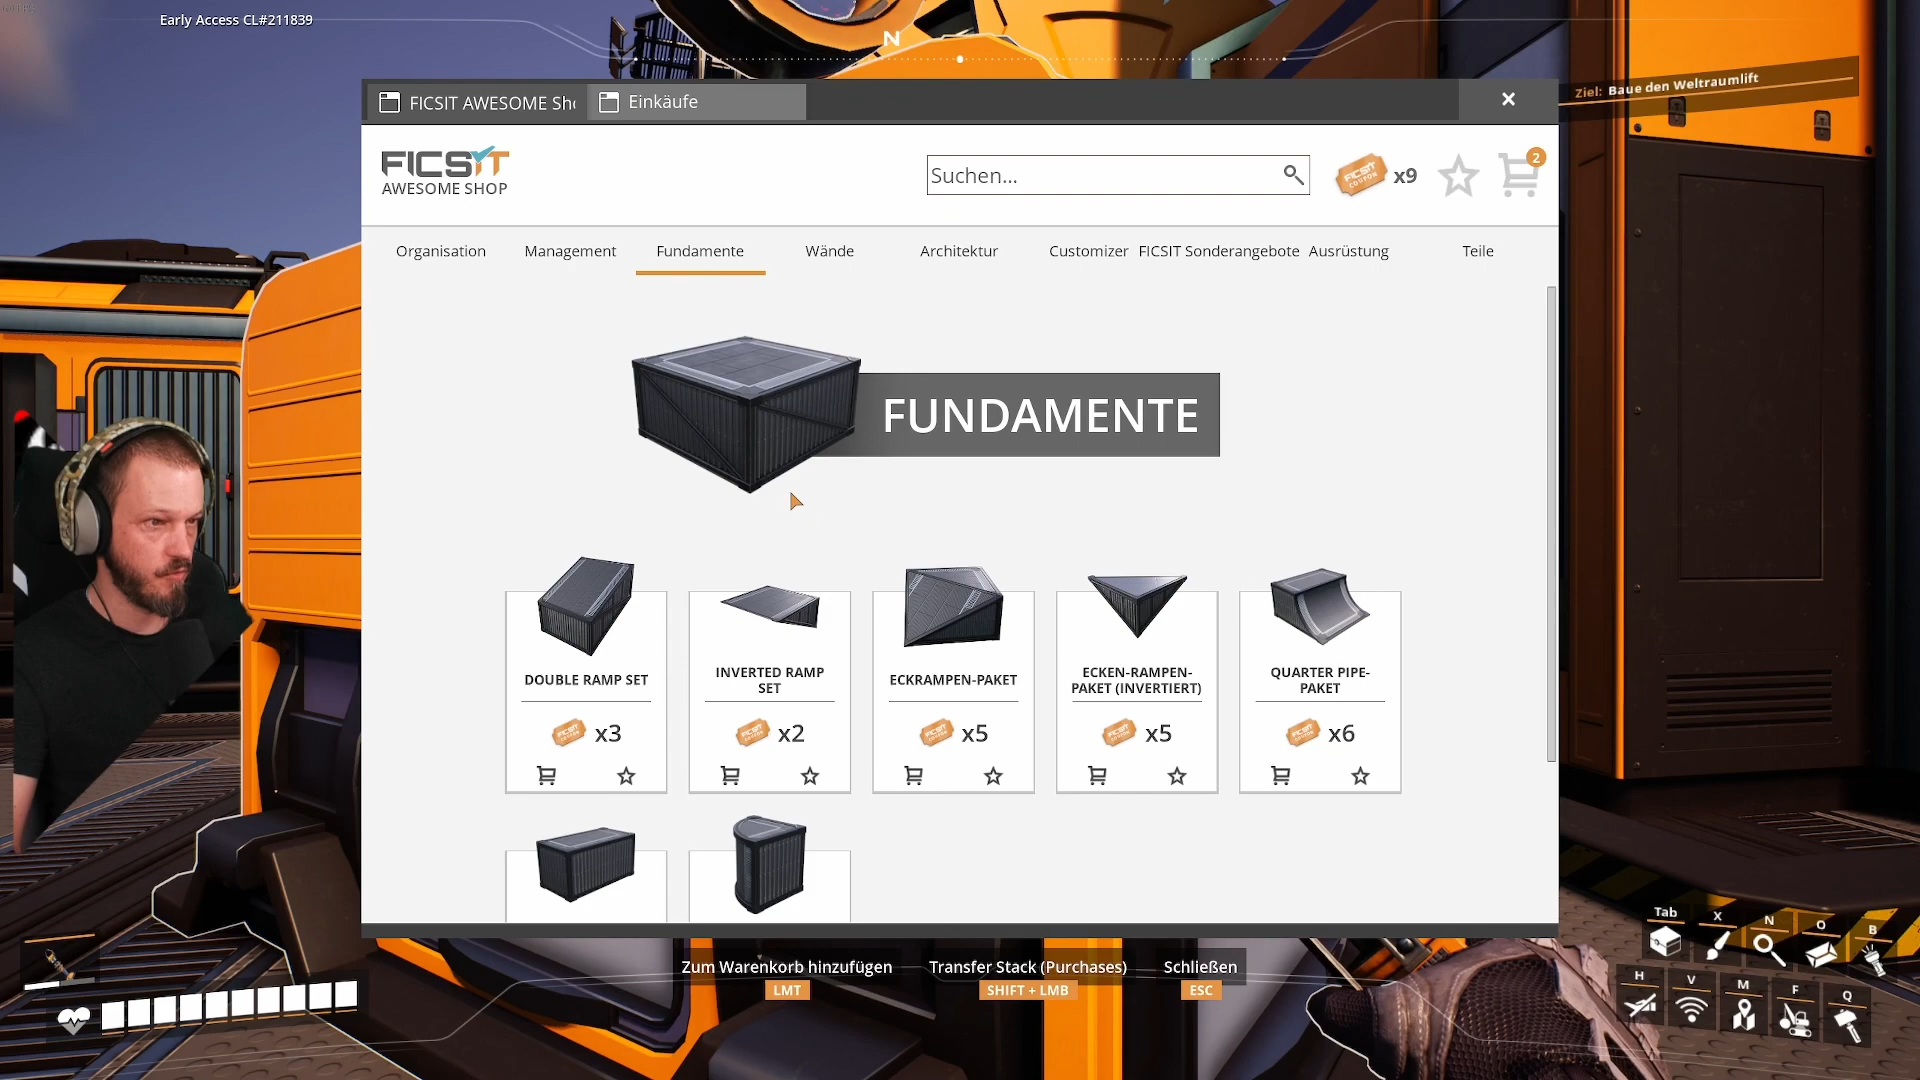 Early Access CL#211839
N
Ziel: Baue den Weltraumlift
FICSIT AWESOME Sho
Einkäufe
FICSIT
AWESOME SHOP
Suchen...
FICSIT
COUPON
x9
2
Organisation
Management
Fundamente
Wände
Architektur
Customizer
FICSIT Sonderangebote
Ausrüstung
Teile
FUNDAMENTE
DOUBLE RAMP SET
x3
INVERTED RAMP
SET
x2
ECKRAMPEN-PAKET
x5
ECKEN-RAMPEN-
PAKET (INVERTIERT)
x5
QUARTER PIPE-
PAKET
x6
Zum Warenkorb hinzufügen
LMT
Transfer Stack (Purchases)
SHIFT + LMB
Schließen
ESC
Tab
X
N
O
B
H
V
M
F
Q